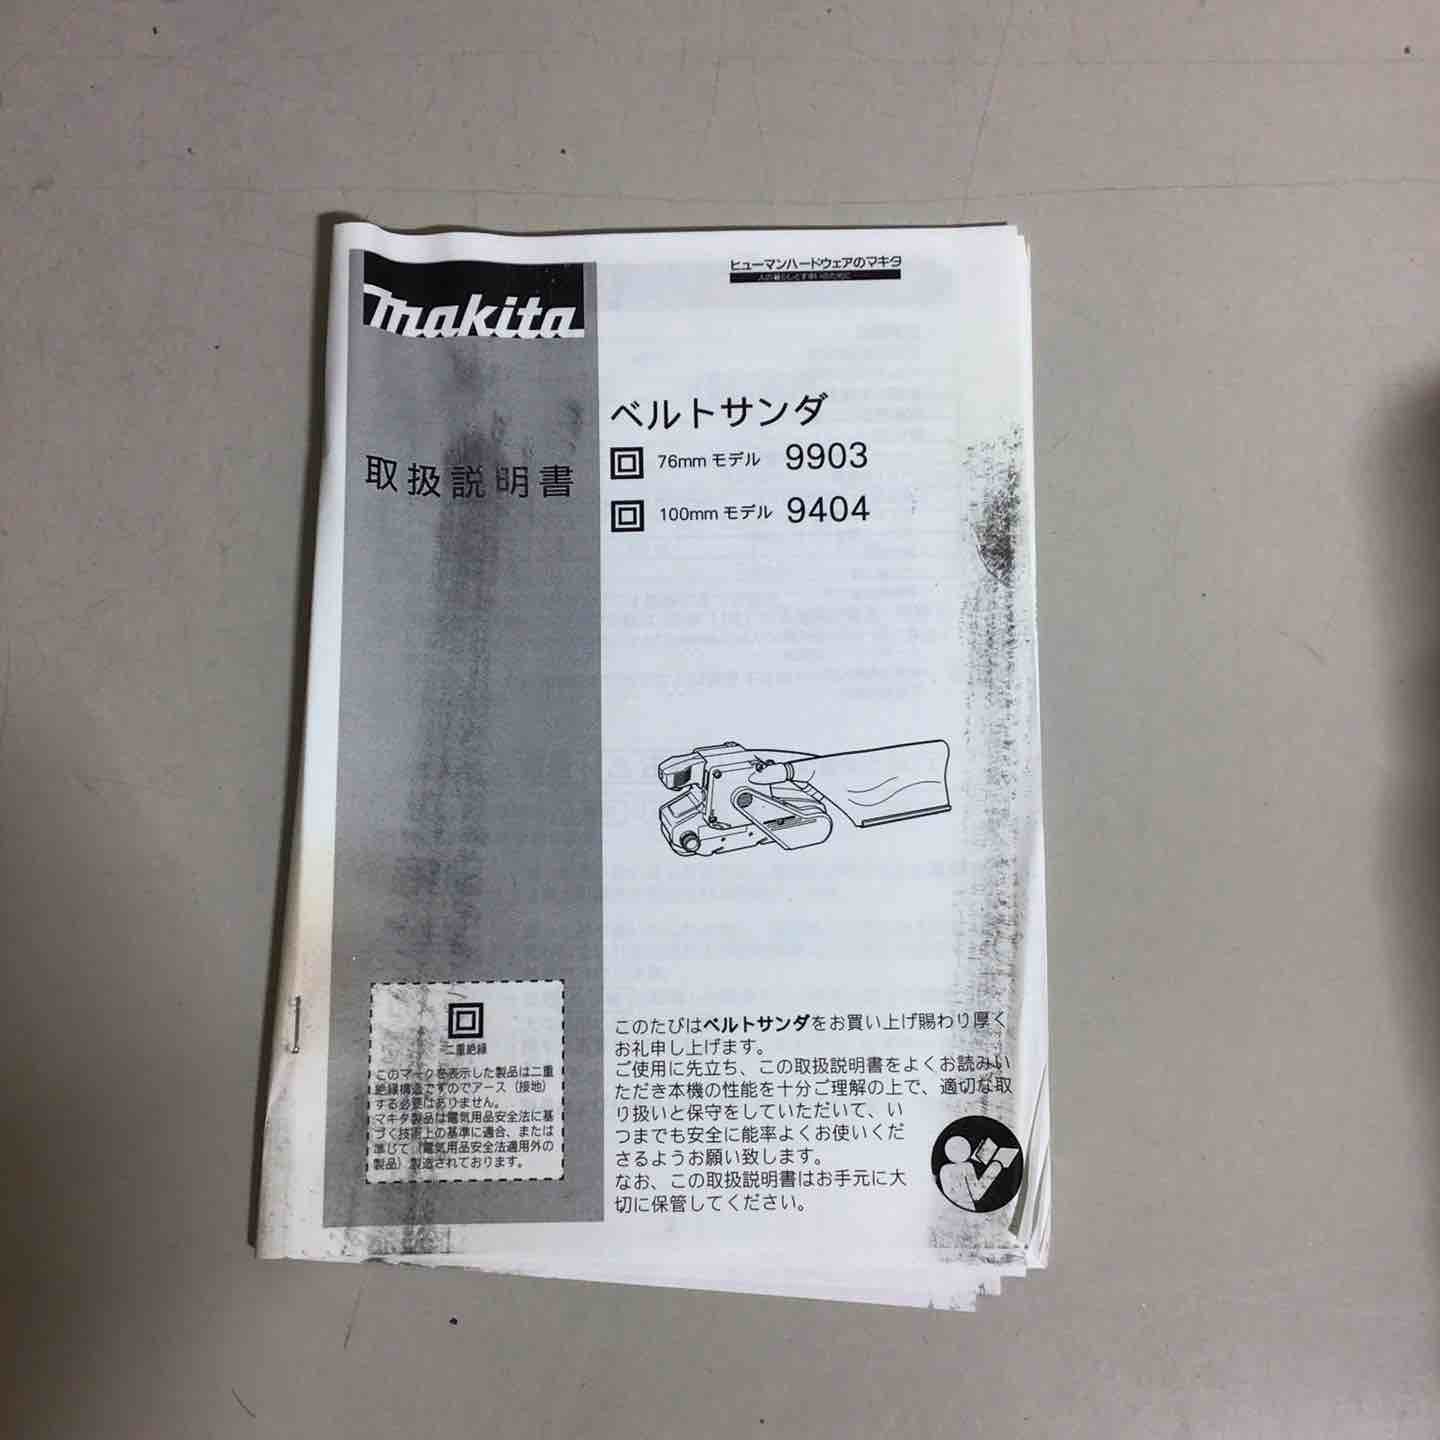 makita
ヒューマンハードウェアのマキタ
取扱説明書
ベルトサンダ
76mm モデル 9903
100mm モデル 9404
二重絶縁
このマークを表示した製品は二重
絶縁構造ですのでアース（接地）
する必要はありません。
マキタ製品は電気用品安全法に基
づく技術上の基準に適合、または
準じて（電気用品安全法適用外の
製品）製造されております。
このたびはベルトサンダをお買い上げ賜わり厚く
お礼申し上げます。
ご使用に先立ち、この取扱説明書をよくお読みい
ただき本機の性能を十分ご理解の上で、適切な取
り扱いと保守をしていただいて、い
つまでも安全に能率よくお使いくだ
さるようお願い致します。
なお、この取扱説明書はお手元に大
切に保管してください。